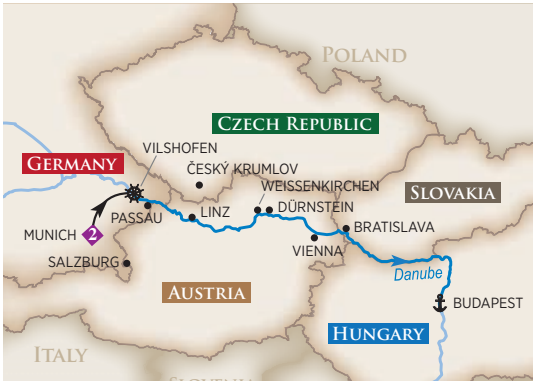 POLAND
CZECH REPUBLIC
VILSHOFEN
GERMANY
ČESKÝ KRUMLOV
WEISSENKIRCHEN
SLOVAKIA
PASSAU
LINZ
DÜRNSTEIN
MUNICH 2
BRATISLAVA
VIENNA
SALZBURG
Danube
AUSTRIA
BUDAPEST
HUNGARY
ITALY
SLOVENIA